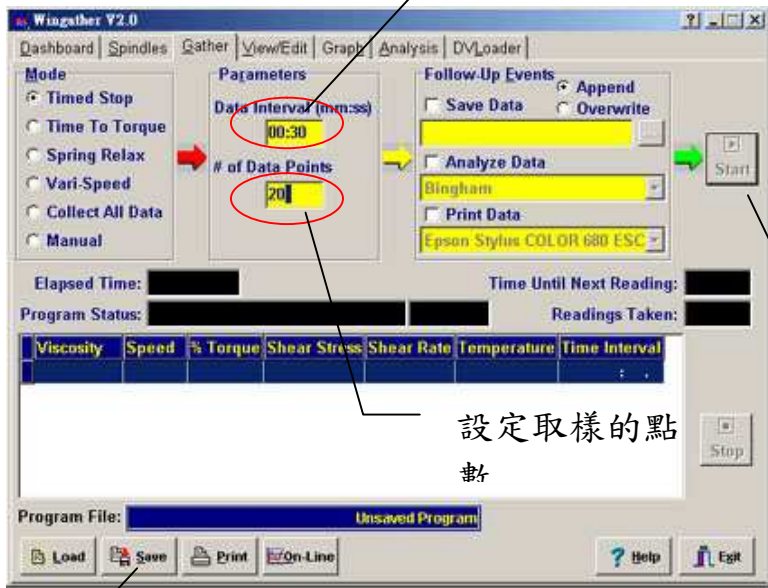 Wingather V2.0
Dashboard Spindles Gather View/Edit Graph Analysis DVLoader
Mode
Timed Stop
Time To Torque
Spring Relax
Vari-Speed
Collect All Data
Manual
Parameters
Data Interval (mm:ss)
00:30
# of Data Points
20
Follow-Up Events
Append
Save Data Overwrite
...
Analyze Data
Bingham
Print Data
Epson Stylus COLOR 680 ESC
Start
Elapsed Time: Time Until Next Reading:
Program Status: Readings Taken:
Viscosity Speed % Torque Shear Stress Shear Rate Temperature Time Interval
: .
設定取樣的點
數
Stop
Program File: Unsaved Program
Load Save Print On-Line ? Help Exit